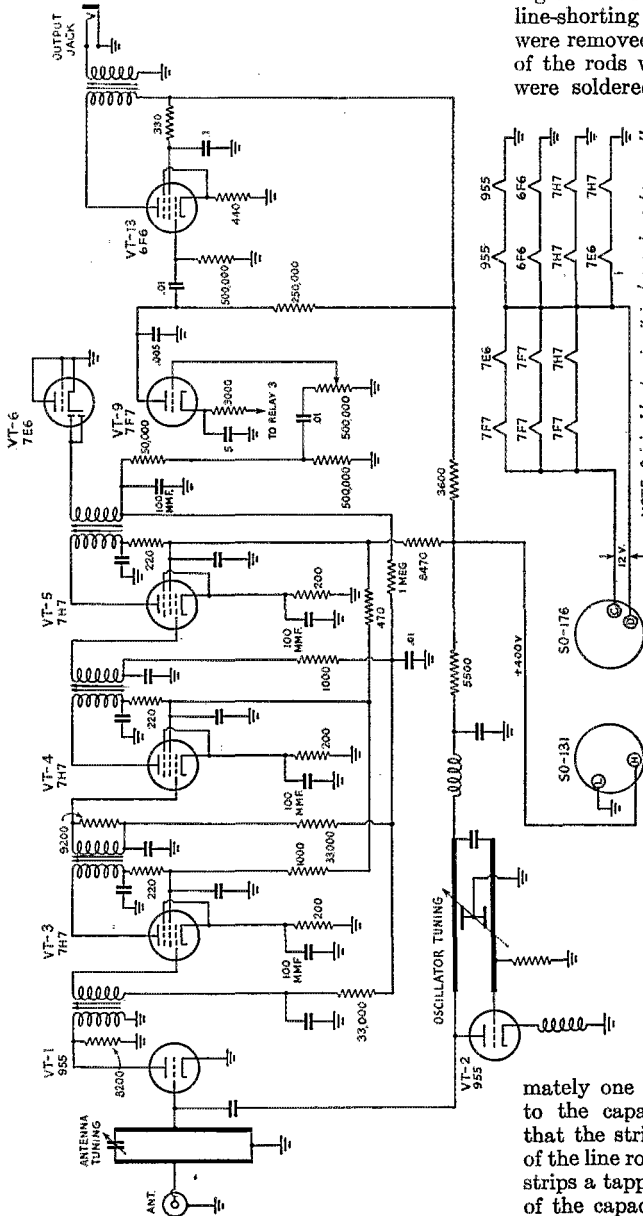 line-shorting
were removed
of the rods w
were soldered
OUTPUT
JACK
330
.1
VT-13
6F6
440
.01
500,000
250,000
.005
VT-6
7E6
VT-9
7F7
3000
TO RELAY 3
5
.01
500,000
50,000
500,000
100
MMF.
3600
220
VT-5
7H7
200
100
MMF.
8470
470
1 MEG
.01
1000
5500
220
VT-4
7H7
200
100
MMF.
9200
33000
1000
220
VT-3
7H7
200
100
MMF.
33,000
VT-1
955
8200
ANTENNA
TUNING
ANT.
OSCILLATOR TUNING
VT-2
955
+400V
SO-131
L
H
SO-176
C
D
12 V.
7F7
7E6
955
955
7F7
7F7
6F6
6F6
7F7
7H7
7H7
7H7
7E6
7H7
mately one
to the capa
that the stri
of the line ro
strips a tapp
of the capac